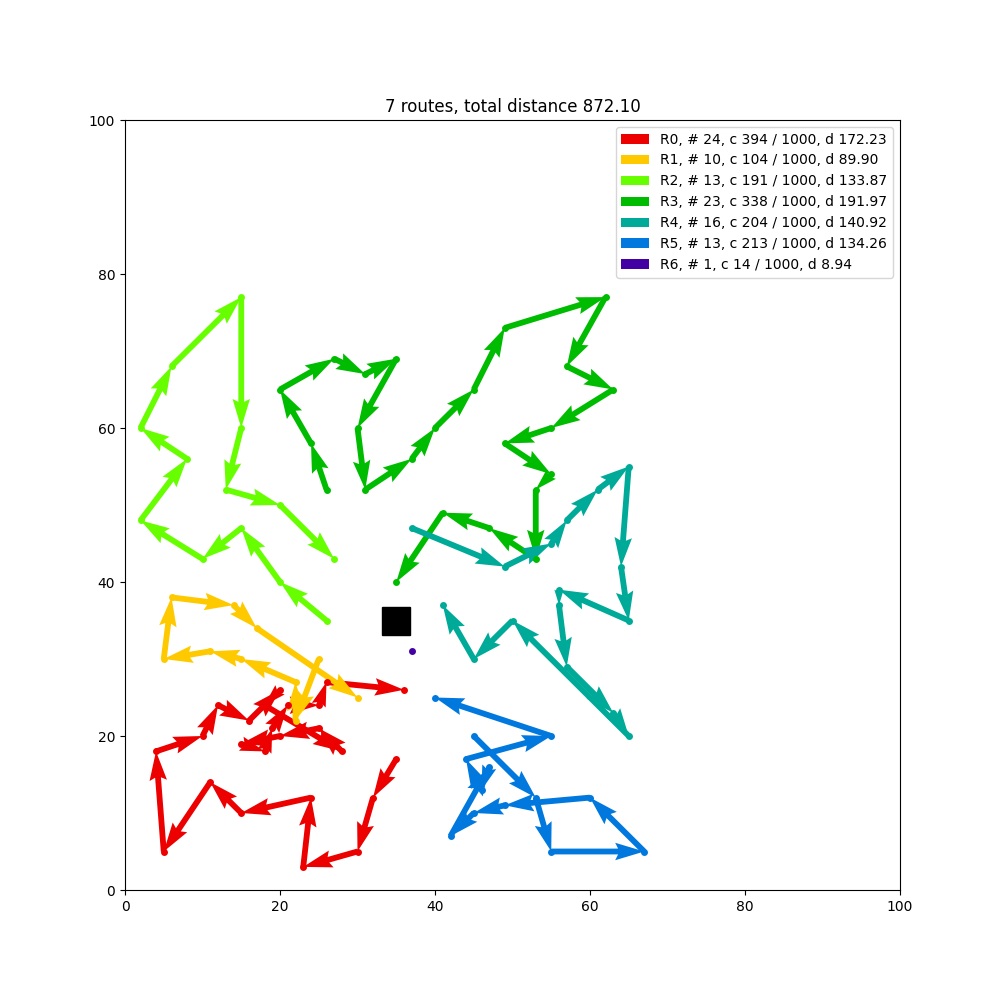 7 routes, total distance 872.10
100
R0, # 24, c 394 / 1000, d 172.23
R1, # 10, c 104 / 1000, d 89.90
R2, # 13, c 191 / 1000, d 133.87
R3, # 23, c 338 / 1000, d 191.97
R4, # 16, c 204 / 1000, d 140.92
R5, # 13, c 213 / 1000, d 134.26
R6, # 1, c 14 / 1000, d 8.94
80
60
40
20
0
0 20 40 60 80 100